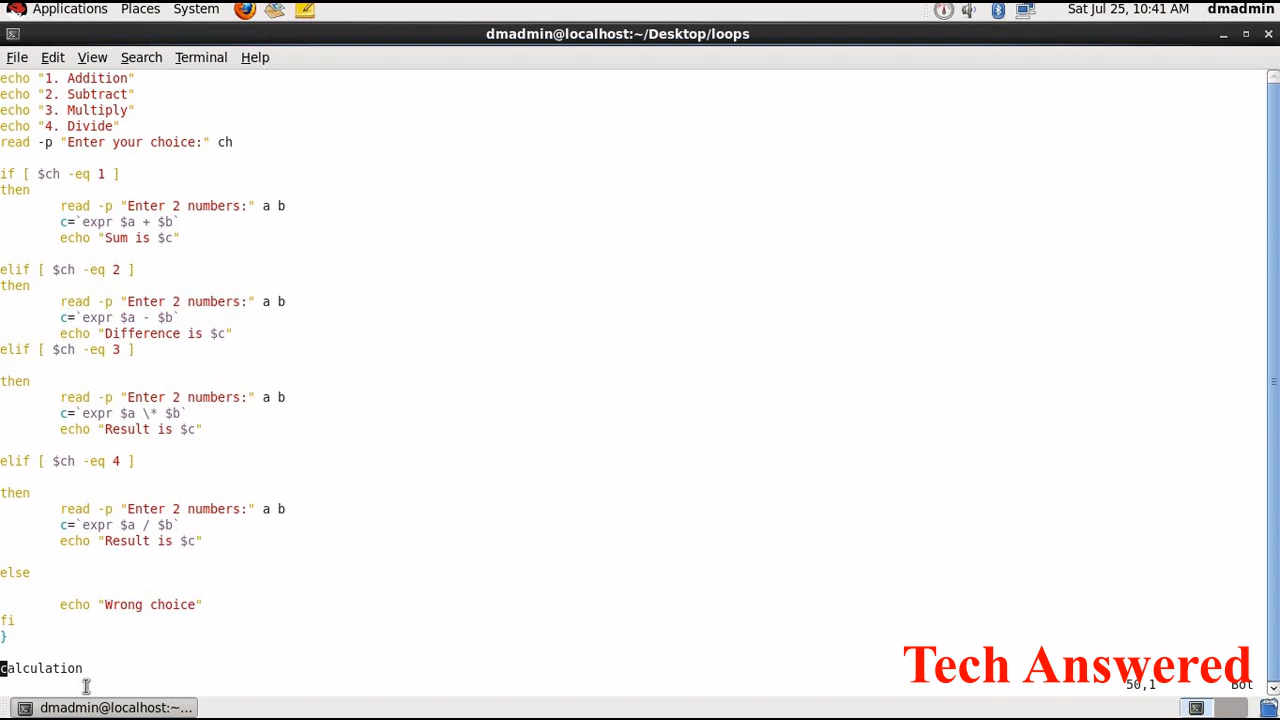 Applications Places System Sat Jul 25, 10:41 AM dmadmin
dmadmin@localhost:~/Desktop/loops
File Edit View Search Terminal Help
echo "1. Addition"
echo "2. Subtract"
echo "3. Multiply"
echo "4. Divide"
read -p "Enter your choice:" ch
if [ $ch -eq 1 ]
then
read -p "Enter 2 numbers:" a b
c=`expr $a + $b`
echo "Sum is $c"
elif [ $ch -eq 2 ]
then
read -p "Enter 2 numbers:" a b
c=`expr $a - $b`
echo "Difference is $c"
elif [ $ch -eq 3 ]
then
read -p "Enter 2 numbers:" a b
c=`expr $a \* $b`
echo "Result is $c"
elif [ $ch -eq 4 ]
then
read -p "Enter 2 numbers:" a b
c=`expr $a / $b`
echo "Result is $c"
else
echo "Wrong choice"
fi
}
calculation
Tech Answered
50,1 Bot
dmadmin@localhost:~...